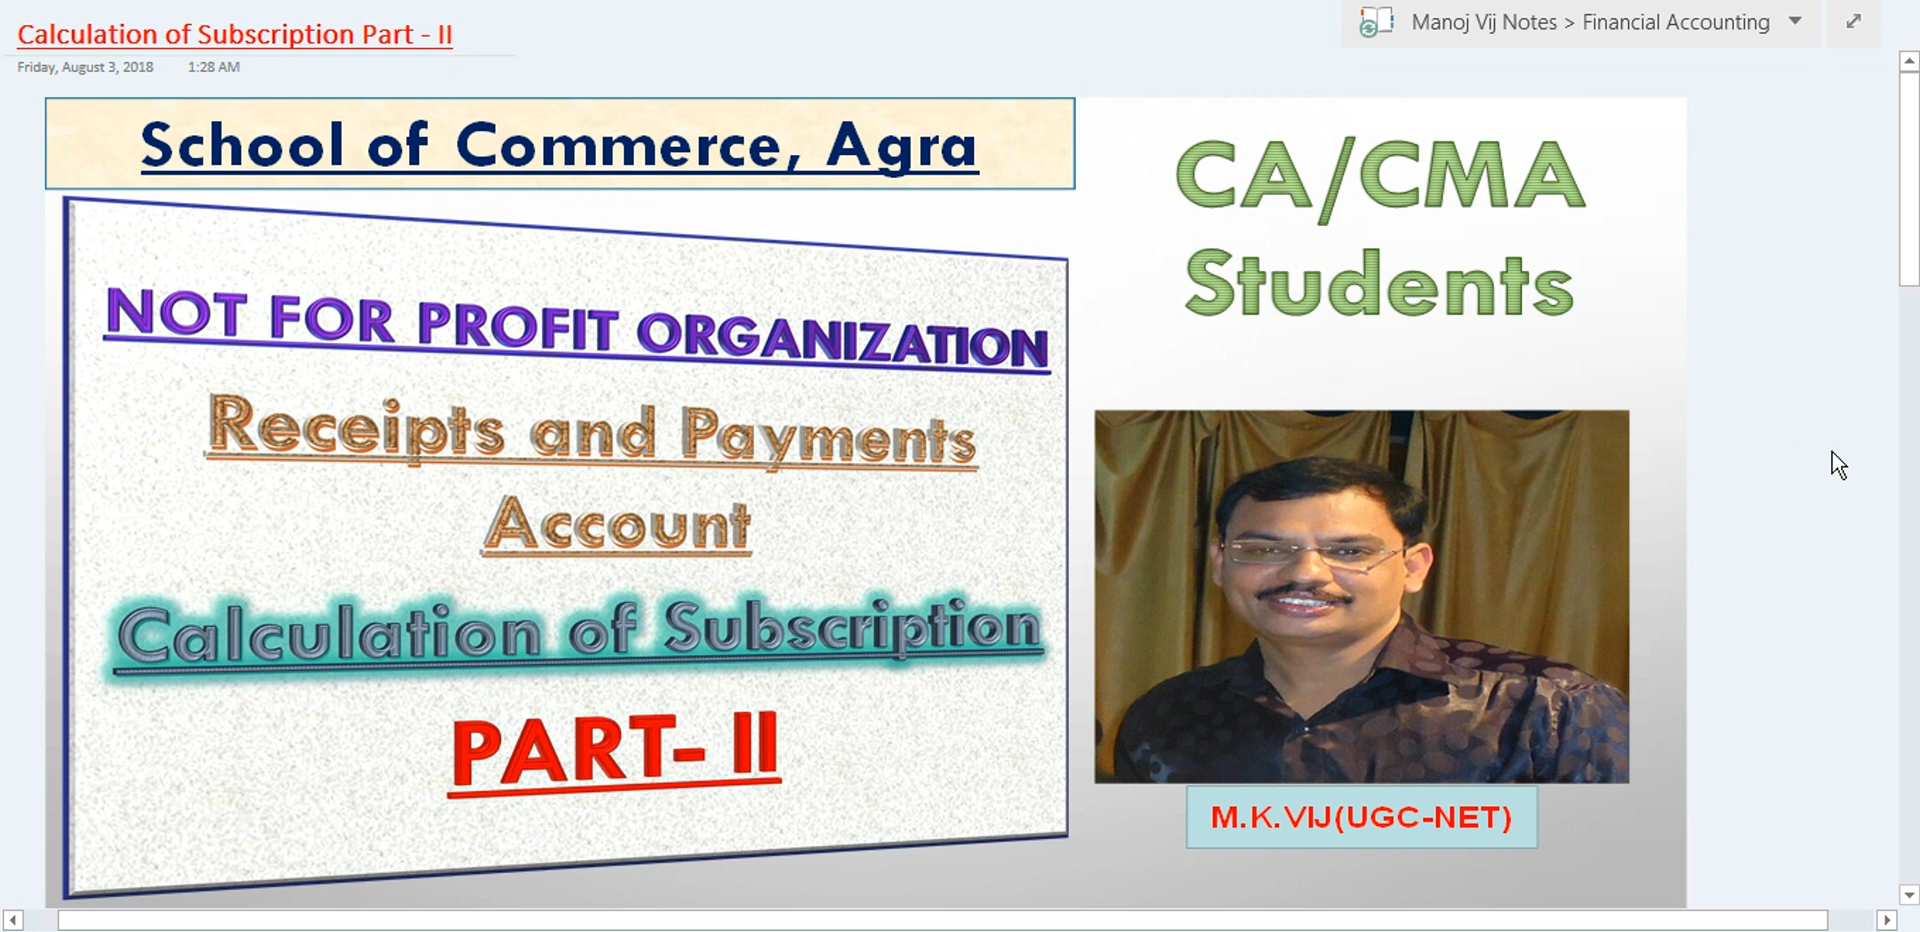 Calculation of Subscription Part - II
Manoj Vij Notes > Financial Accounting
Friday, August 3, 2018 1:28 AM
School of Commerce, Agra
CA/CMA
Students
NOT FOR PROFIT ORGANIZATION
Receipts and Payments
Account
Calculation of Subscription
PART- II
M.K.VIJ(UGC-NET)